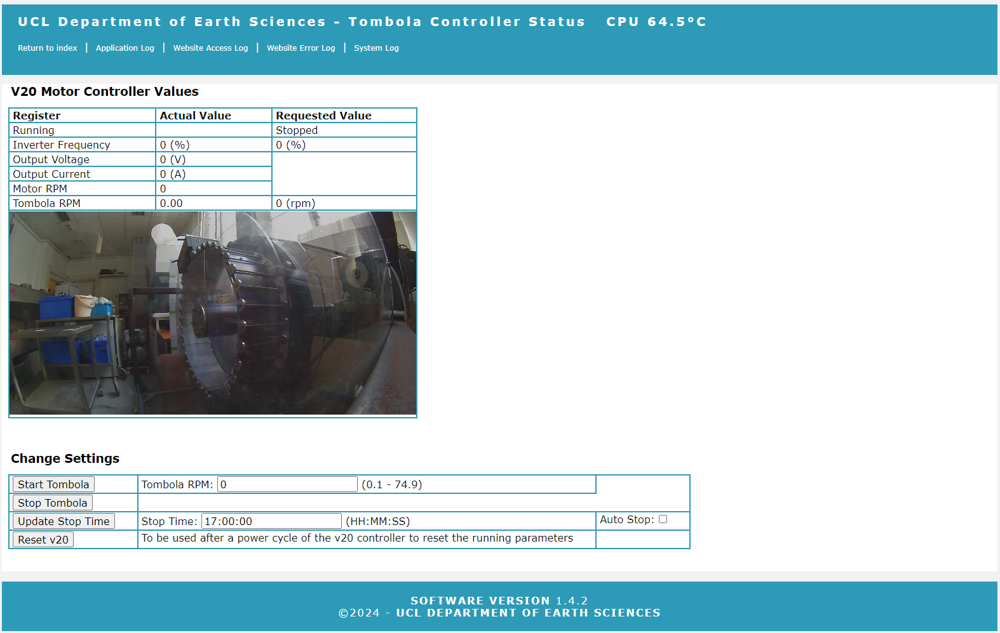 UCL Department of Earth Sciences - Tombola Controller Status CPU 64.5°C
Return to index | Application Log | Website Access Log | Website Error Log | System Log
V20 Motor Controller Values
Register Actual Value Requested Value
Running Stopped
Inverter Frequency 0 (%) 0 (%)
Output Voltage 0 (V)
Output Current 0 (A)
Motor RPM 0
Tombola RPM 0.00 0 (rpm)
Change Settings
Start Tombola Tombola RPM: 0 (0.1 - 74.9)
Stop Tombola
Update Stop Time Stop Time: 17:00:00 (HH:MM:SS) Auto Stop:
Reset v20 To be used after a power cycle of the v20 controller to reset the running parameters
SOFTWARE VERSION 1.4.2
©2024 - UCL DEPARTMENT OF EARTH SCIENCES